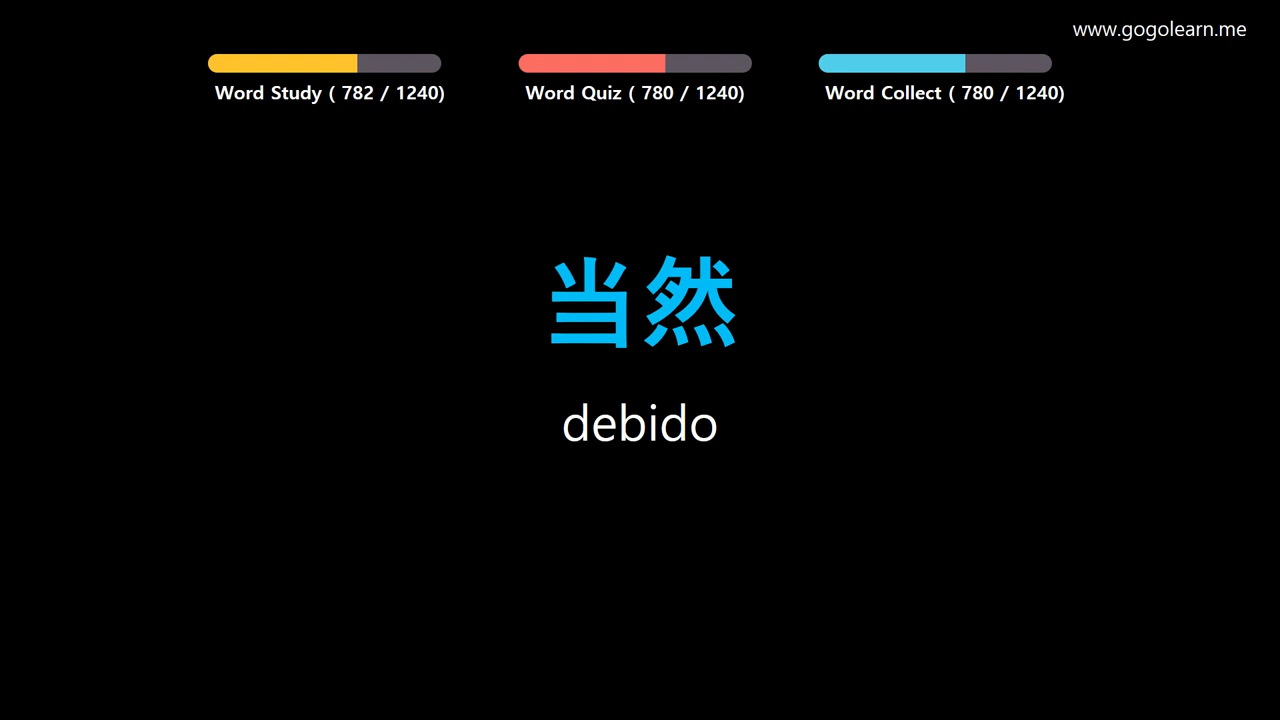 www.gogolearn.me
Word Study ( 782 / 1240)
Word Quiz ( 780 / 1240)
Word Collect ( 780 / 1240)
当然
debido